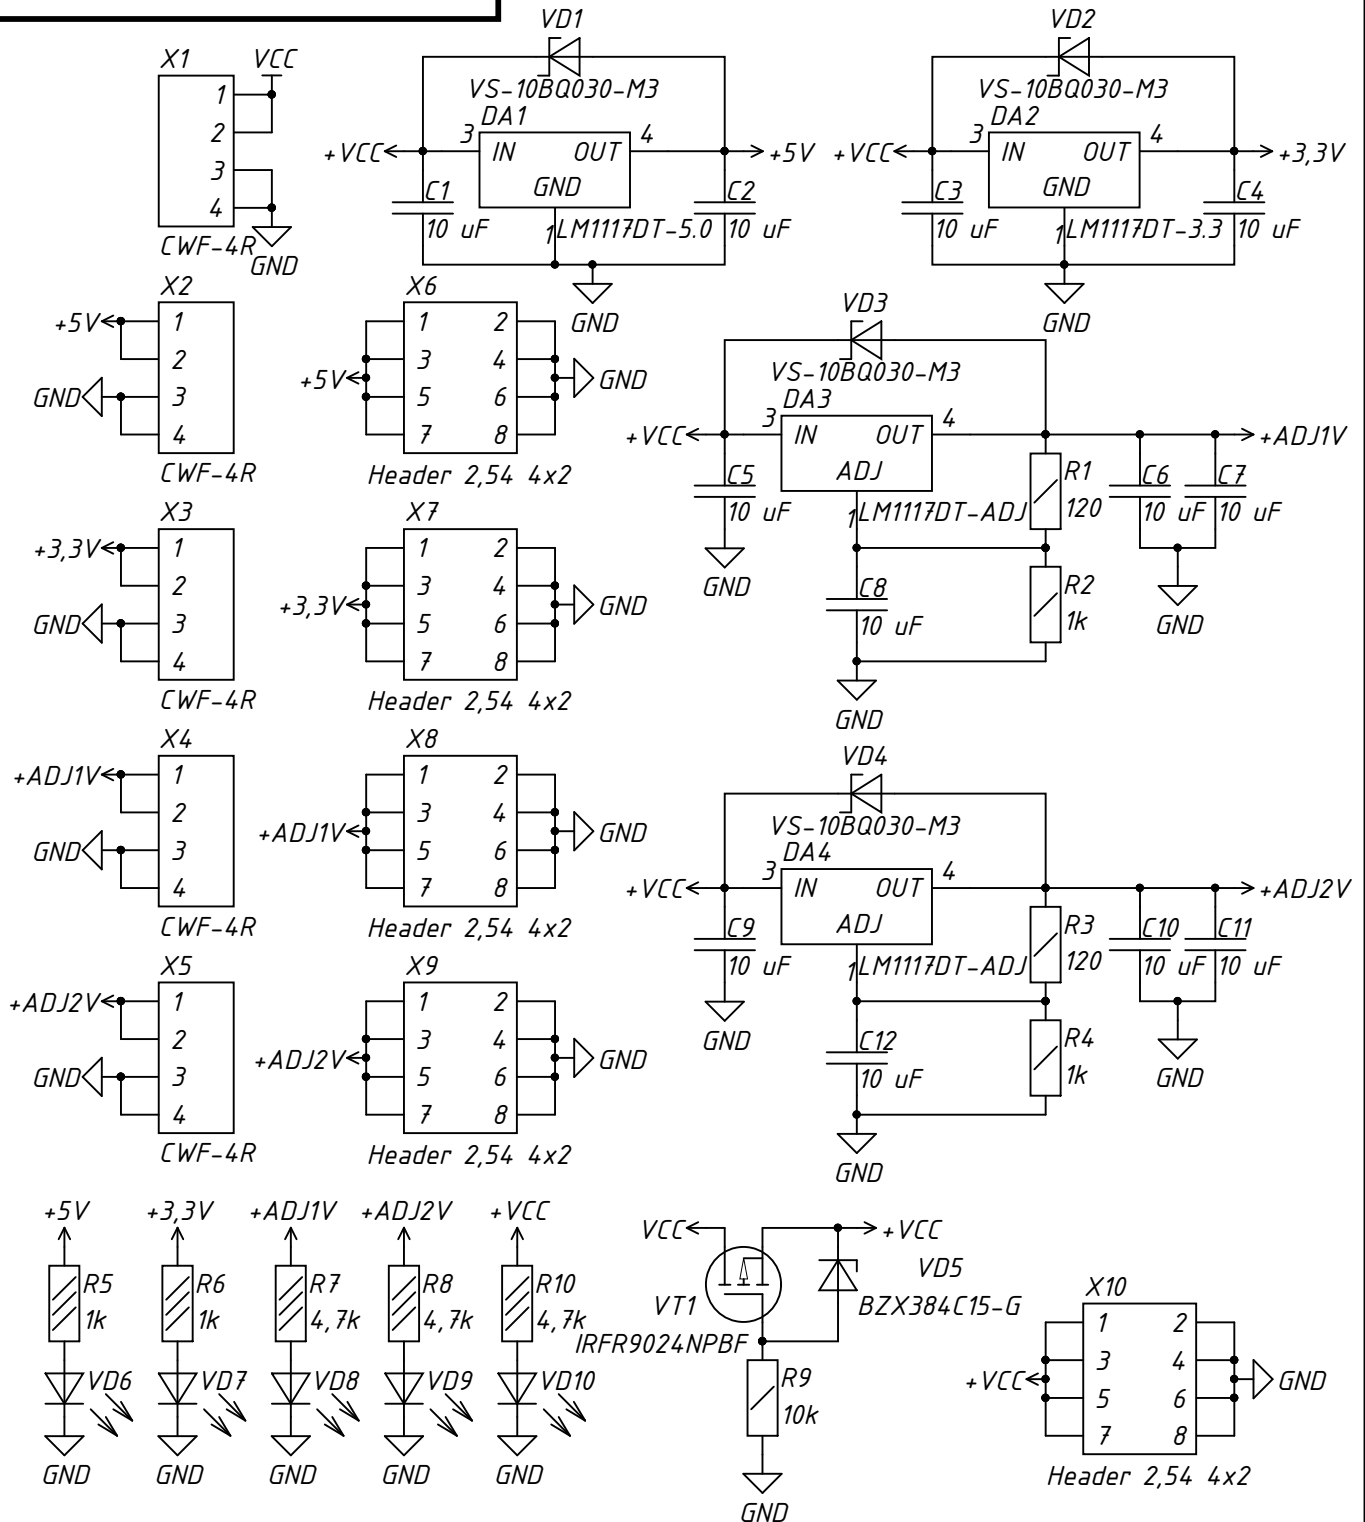 X1
VCC
1
2
3
4
CWF-4R
GND
VD1
VS-10BQ030-M3
DA1
+VCC
3
IN
OUT
4
+5V
GND
C1
10 uF
1
LM1117DT-5.0
C2
10 uF
GND
VD2
VS-10BQ030-M3
DA2
+VCC
3
IN
OUT
4
+3,3V
GND
C3
10 uF
1
LM1117DT-3.3
C4
10 uF
GND
X2
+5V
1
2
GND
3
4
CWF-4R
X6
1
2
3
4
+5V
GND
5
6
7
8
Header 2,54 4x2
VD3
VS-10BQ030-M3
DA3
+VCC
3
IN
OUT
4
+ADJ1V
ADJ
C5
10 uF
GND
1
LM1117DT-ADJ
R1
120
C6
10 uF
C7
10 uF
GND
C8
10 uF
R2
1k
GND
X3
+3,3V
1
2
GND
3
4
CWF-4R
X7
1
2
3
4
+3,3V
GND
5
6
7
8
Header 2,54 4x2
X4
+ADJ1V
1
2
GND
3
4
CWF-4R
X8
1
2
3
4
+ADJ1V
GND
5
6
7
8
Header 2,54 4x2
VD4
VS-10BQ030-M3
DA4
+VCC
3
IN
OUT
4
+ADJ2V
ADJ
C9
10 uF
GND
1
LM1117DT-ADJ
R3
120
C10
10 uF
C11
10 uF
GND
C12
10 uF
R4
1k
GND
X5
+ADJ2V
1
2
GND
3
4
CWF-4R
X9
1
2
3
4
+ADJ2V
GND
5
6
7
8
Header 2,54 4x2
+5V
R5
1k
VD6
GND
+3,3V
R6
1k
VD7
GND
+ADJ1V
R7
4,7k
VD8
GND
+ADJ2V
R8
4,7k
VD9
GND
+VCC
R10
4,7k
VD10
GND
VCC
+VCC
VT1
IRFR9024NPBF
VD5
BZX384C15-G
R9
10k
GND
X10
1
2
3
4
+VCC
GND
5
6
7
8
Header 2,54 4x2